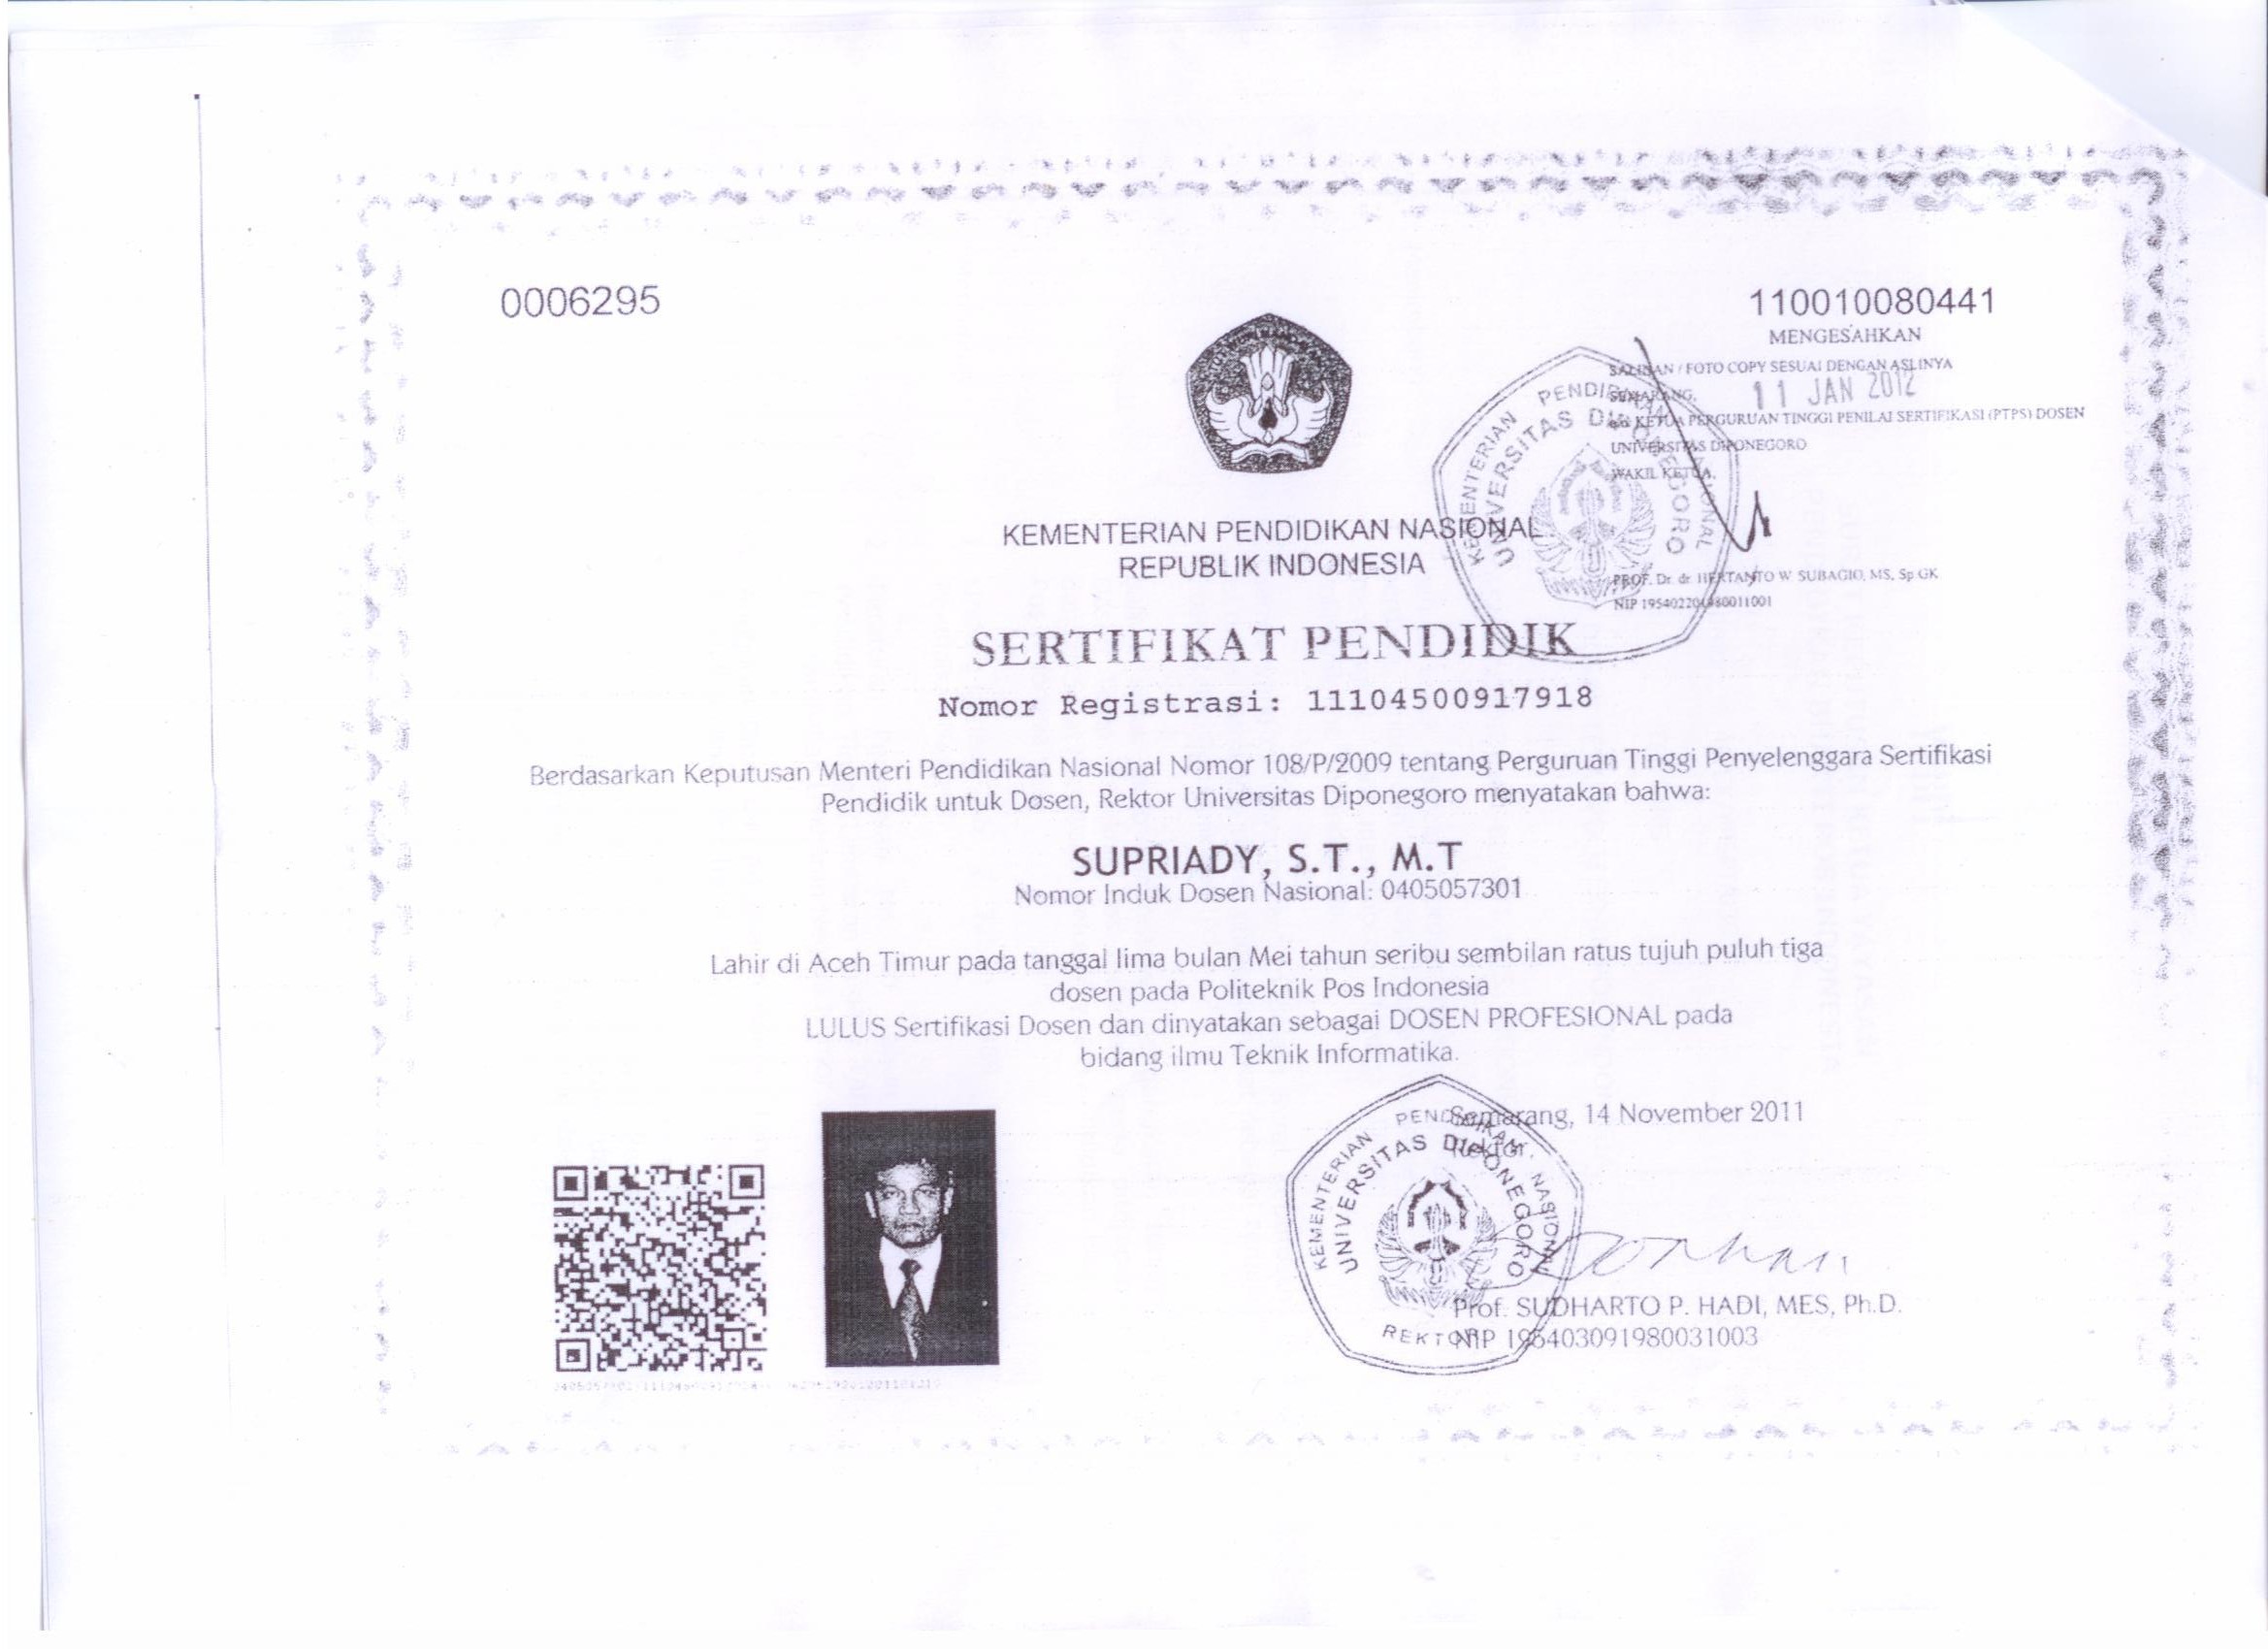 0006295
110010080441
MENGESAHKAN
SALINAN / FOTO COPY SESUAI DENGAN ASLINYA
SEMARANG, 11 JAN 2012
KETUA PERGURUAN TINGGI PENILAI SERTIFIKASI (PTPS) DOSEN
UNIVERSITAS DIPONEGORO
WAKIL KETUA,
KEMENTERIAN PENDIDIKAN NASIONAL
UNIVERSITAS DIPONEGORO
PROF. Dr. dr. HERTANTO W. SUBAGIO, MS, Sp GK
NIP 195402201980011001
KEMENTERIAN PENDIDIKAN NASIONAL
REPUBLIK INDONESIA
SERTIFIKAT PENDIDIK
Nomor Registrasi: 11104500917918
Berdasarkan Keputusan Menteri Pendidikan Nasional Nomor 108/P/2009 tentang Perguruan Tinggi Penyelenggara Sertifikasi
Pendidik untuk Dosen, Rektor Universitas Diponegoro menyatakan bahwa:
SUPRIADY, S.T., M.T
Nomor Induk Dosen Nasional: 0405057301
Lahir di Aceh Timur pada tanggal lima bulan Mei tahun seribu sembilan ratus tujuh puluh tiga
dosen pada Politeknik Pos Indonesia
LULUS Sertifikasi Dosen dan dinyatakan sebagai DOSEN PROFESIONAL pada
bidang ilmu Teknik Informatika.
Semarang, 14 November 2011
Rektor,
KEMENTERIAN PENDIDIKAN NASIONAL
UNIVERSITAS DIPONEGORO
REKTOR
Prof. SUDHARTO P. HADI, MES, Ph.D.
NIP 195403091980031003